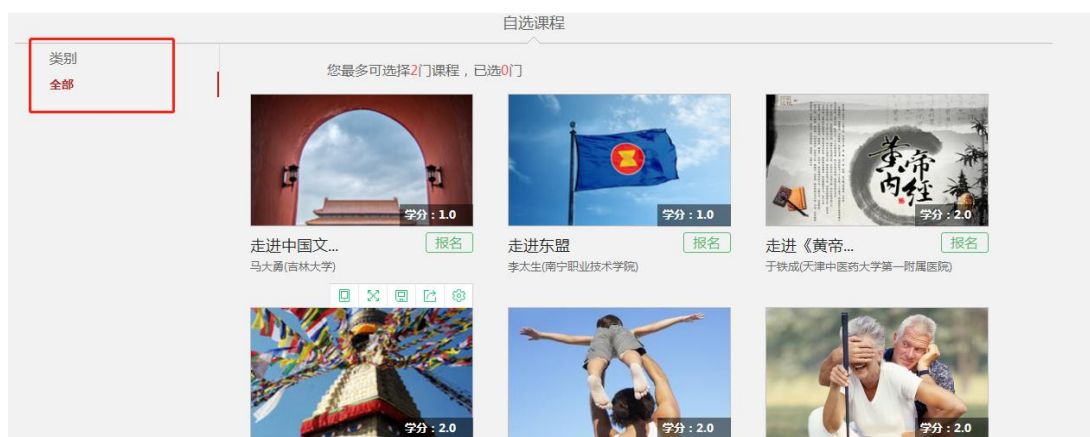 自选课程
类别
全部
您最多可选择2门课程，已选0门
学分：1.0
学分：1.0
黄帝内經
学分：2.0
走进中国文...
报名
走进东盟
报名
走进《黄帝...
报名
马大勇(吉林大学)
李太生(南宁职业技术学院)
于铁成(天津中医药大学第一附属医院)
学分：2.0
学分：2.0
学分：2.0